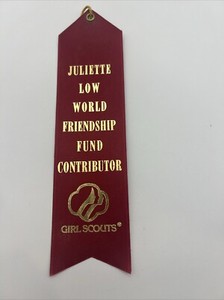 JULIETTE
LOW
WORLD
FRIENDSHIP
FUND
CONTRIBUTOR
GIRL SCOUTS®